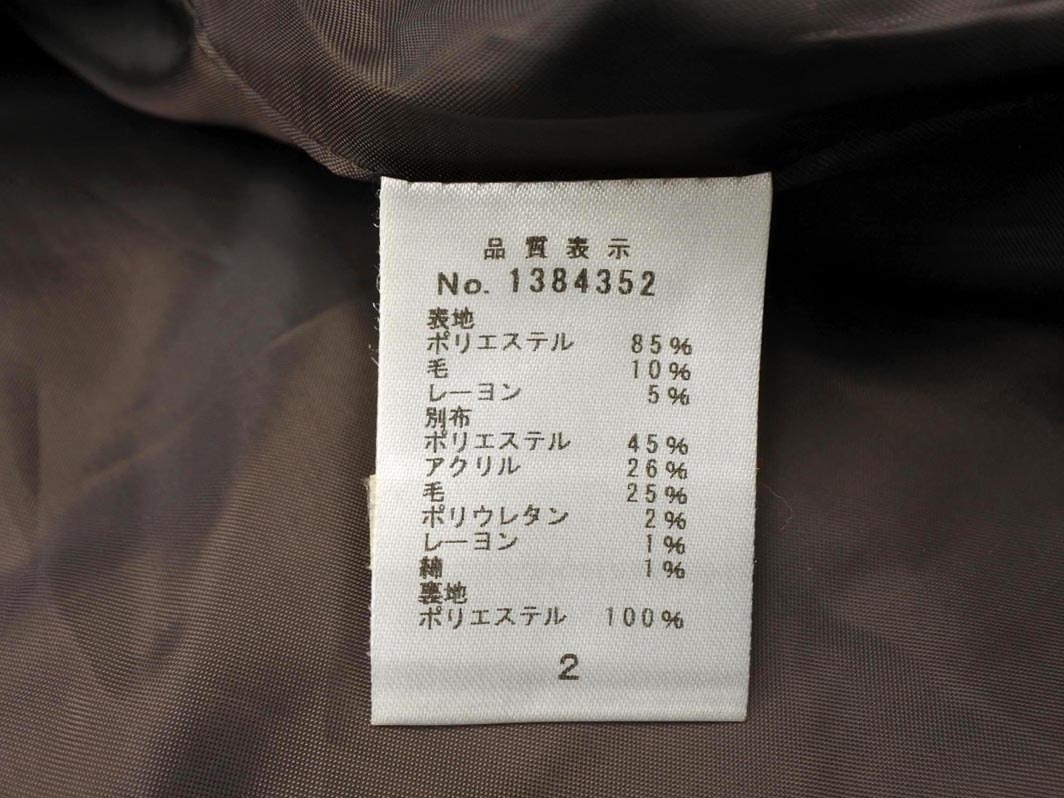 品質表示
No. 1384352
表地
ポリエステル 85%
毛 10%
レーヨン 5%
別布
ポリエステル 45%
アクリル 26%
毛 25%
ポリウレタン 2%
レーヨン 1%
綿 1%
裏地
ポリエステル 100%
2